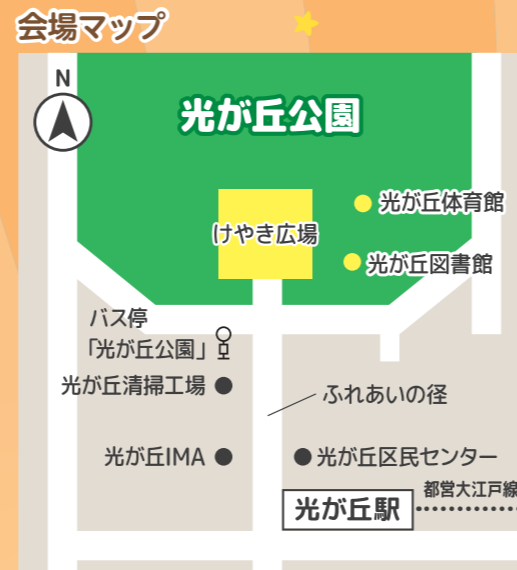 会場マップ
N
光が丘公園
光が丘体育館
けやき広場
光が丘図書館
バス停
「光が丘公園」
光が丘清掃工場
ふれあいの径
光が丘IMA
光が丘区民センター
都営大江戸線
光が丘駅